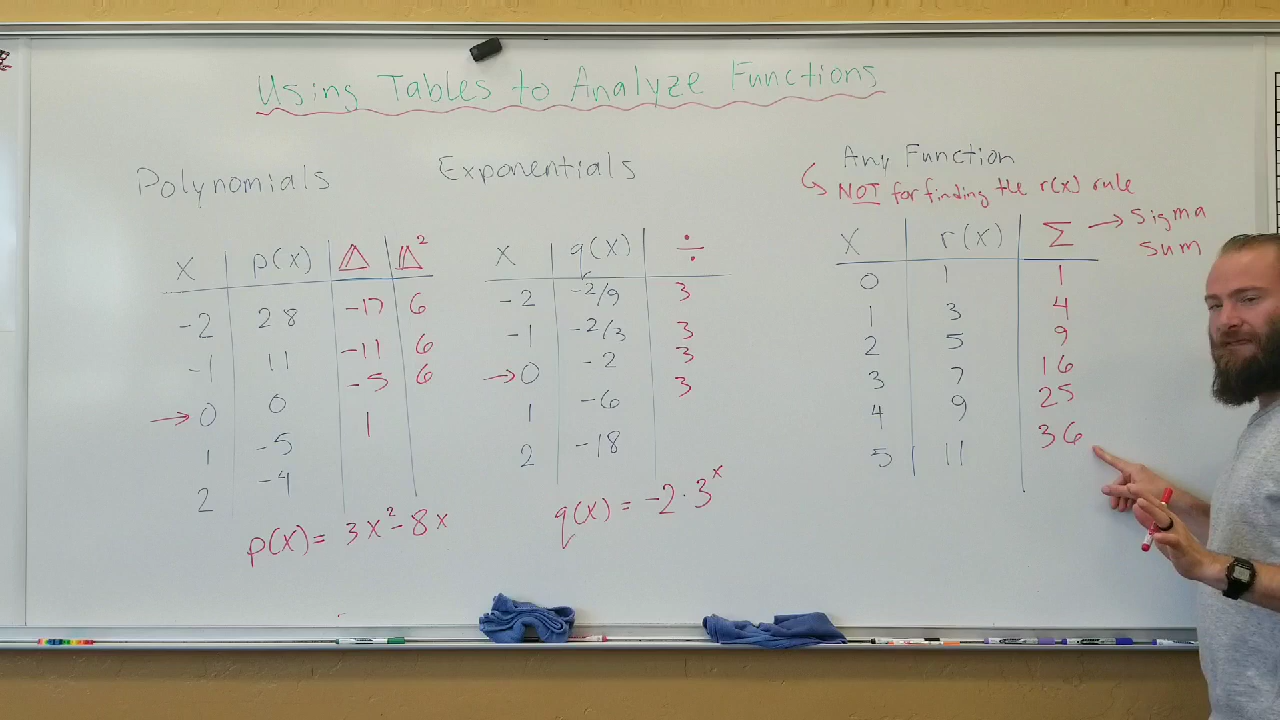 Using Tables to Analyze Functions
Polynomials
x p(x) Δ Δ²
-2 28 -17 6
-1 11 -11 6
→ 0 0 -5 6
1 -5 1
2 -4
p(x) = 3x² - 8x
Exponentials
x q(x) ÷
-2 -2/9 3
-1 -2/3 3
→ 0 -2 3
1 -6 3
2 -18
q(x) = -2 · 3ˣ
Any Function
↳ NOT for finding the r(x) rule
x r(x) Σ → Sigma
Sum
0 1 1
1 3 4
2 5 9
3 7 16
4 9 25
5 11 36